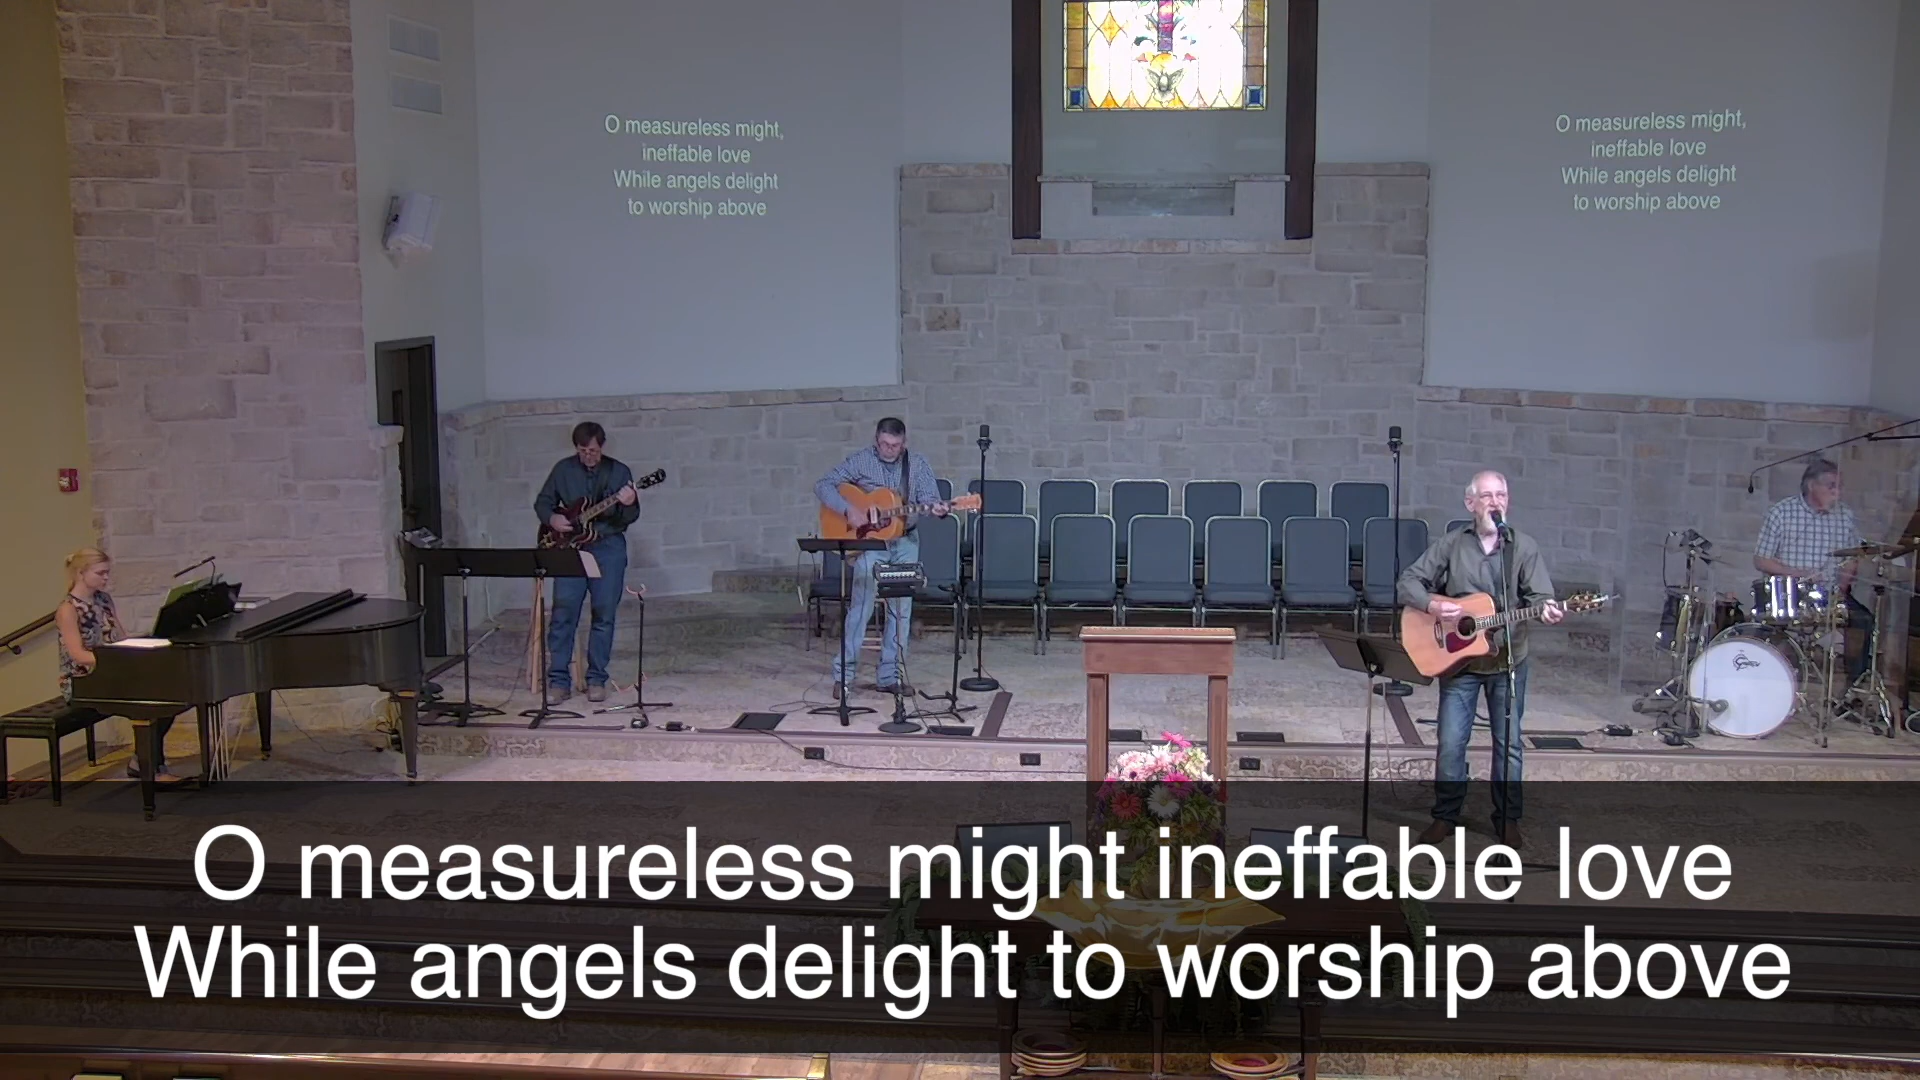 O measureless might,
ineffable love
While angels delight
to worship above
O measureless might,
ineffable love
While angels delight
to worship above
Gretsch
O measureless might ineffable love
While angels delight to worship above